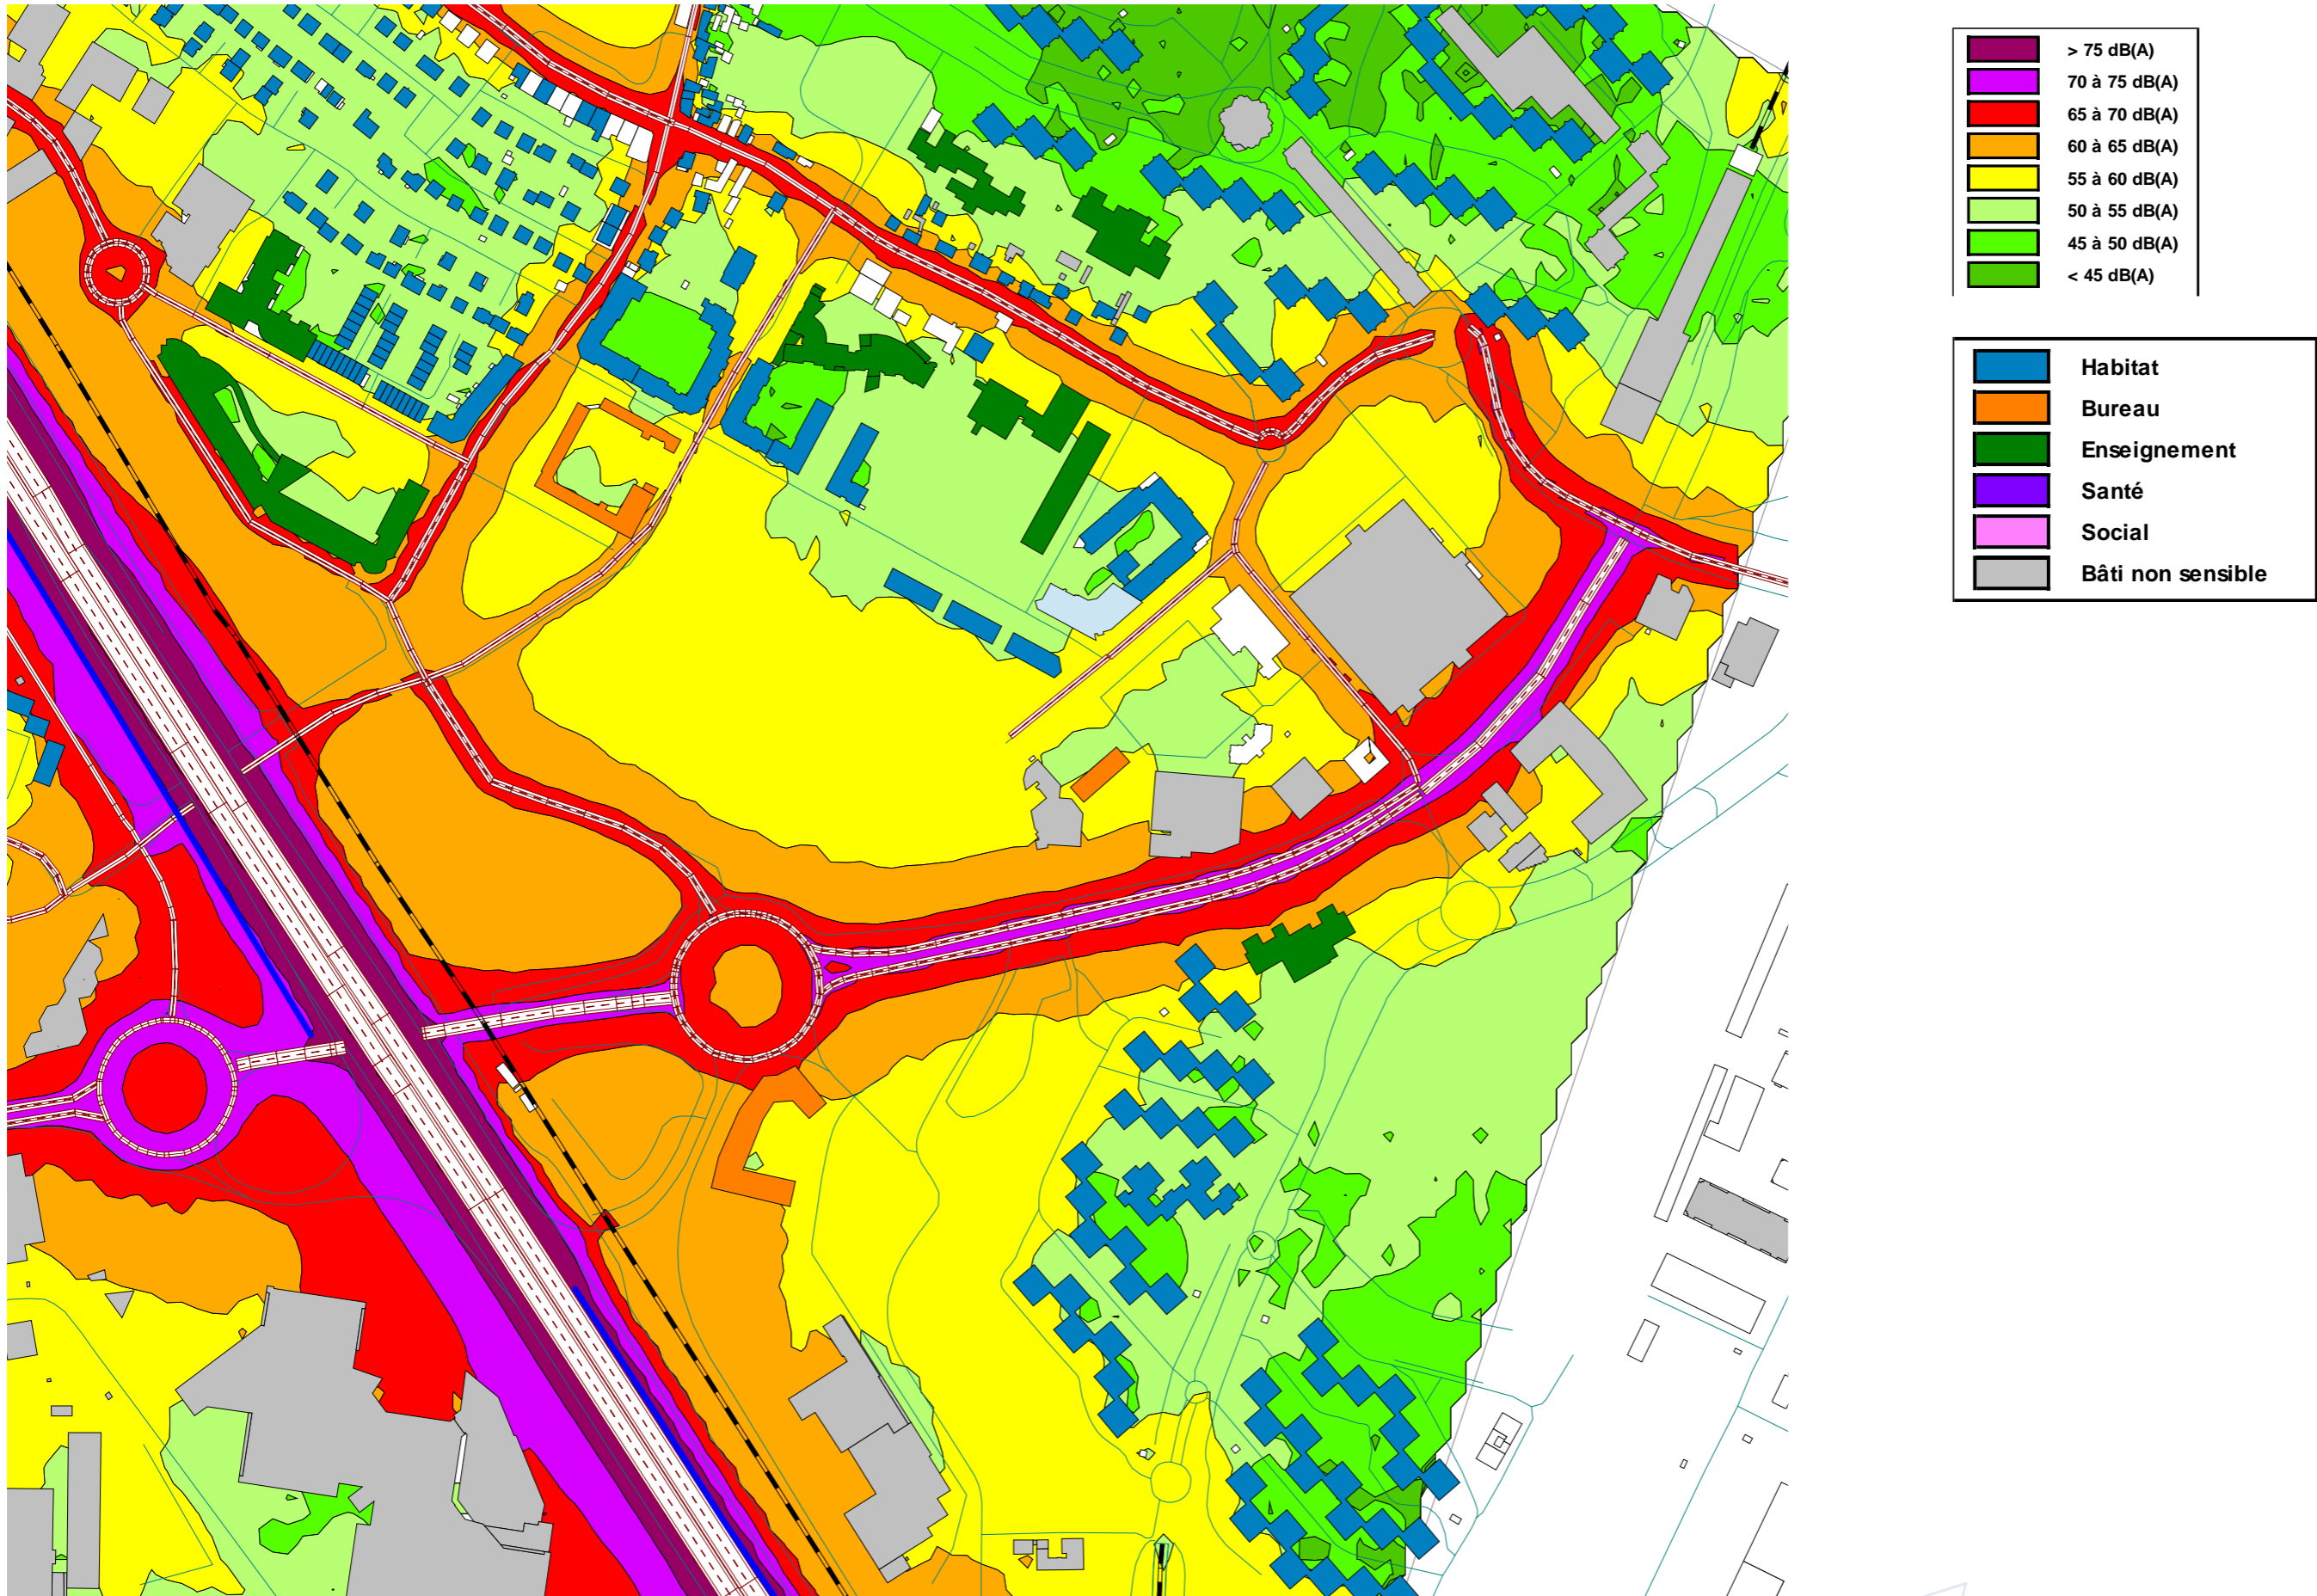 > 75 dB(A)
70 à 75 dB(A)
65 à 70 dB(A)
60 à 65 dB(A)
55 à 60 dB(A)
50 à 55 dB(A)
45 à 50 dB(A)
< 45 dB(A)
Habitat
Bureau
Enseignement
Santé
Social
Bâti non sensible